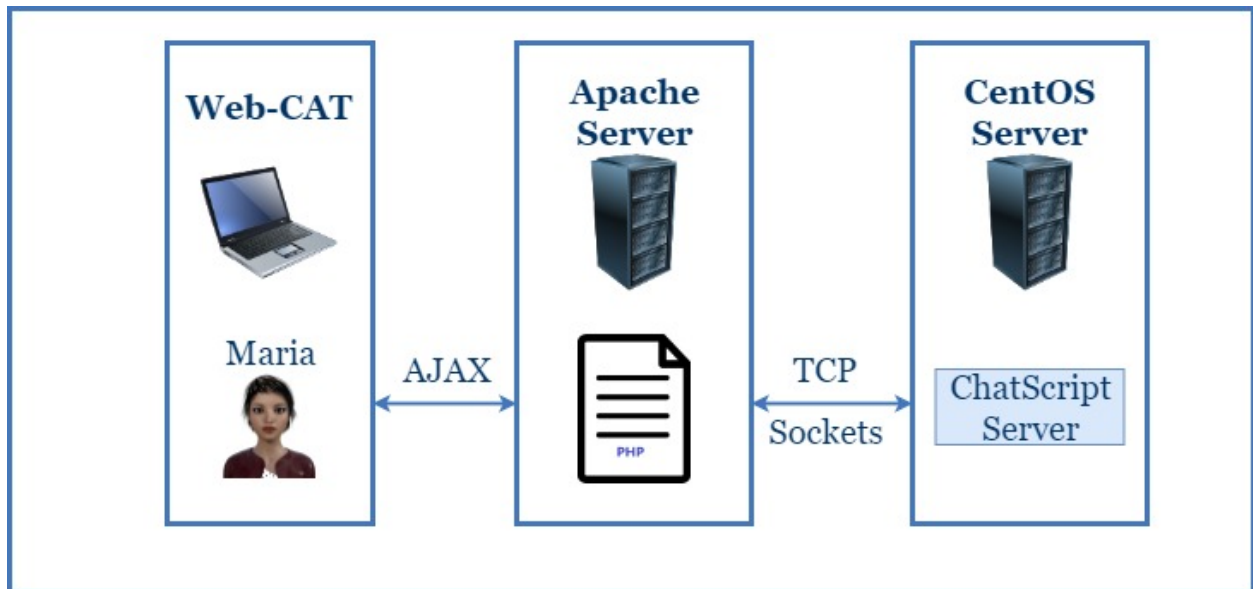 Web-CAT
Maria
AJAX
Apache
Server
PHP
TCP
Sockets
CentOS
Server
ChatScript
Server